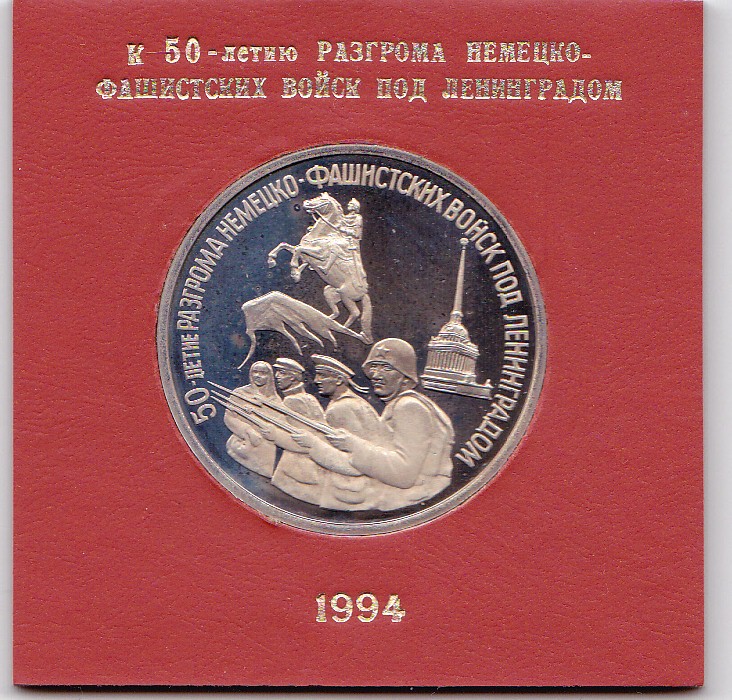 К 50-летию РАЗГРОМА НЕМЕЦКО-
ФАШИСТСКИХ ВОЙСК ПОД ЛЕНИНГРАДОМ
50-ЛЕТИЕ РАЗГРОМА НЕМЕЦКО-ФАШИСТСКИХ ВОЙСК ПОД ЛЕНИНГРАДОМ
1994